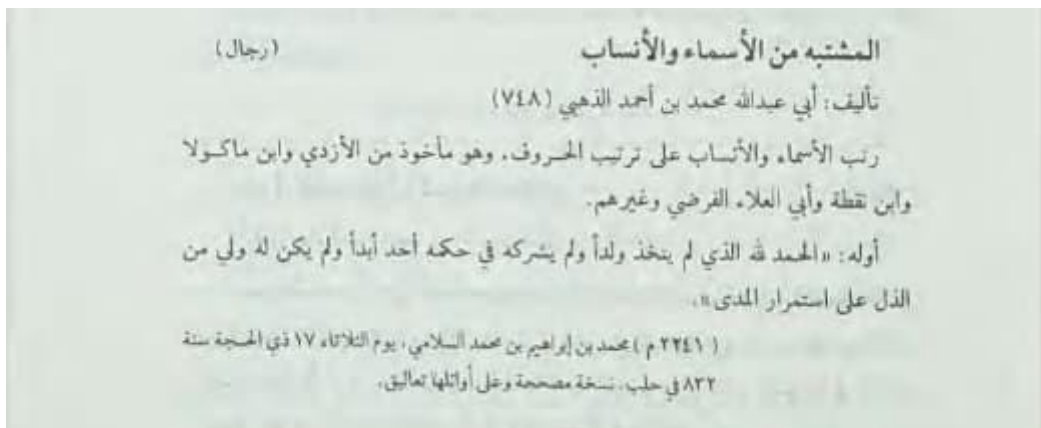 المشتبه من الأسماء والأنساب (رجال)
تأليف: أبي عبدالله محمد بن أحمد الذهبي (٧٤٨)
رتب الأسماء والأنساب على ترتيب الحروف. وهو مأخوذ من الأزدي وابن ماكولا
وابن نقطة وأبي العلاء الفرضي وغيرهم.
أوله: «الحمد لله الذي لم يتخذ ولداً ولم يشركه في حكمه أحد أبداً ولم يكن له ولي من
الذل على استمرار المدى».
(٢٢٤١ م) محمد بن إبراهيم بن محمد السلامي، يوم الثلاثاء ١٧ ذي الحجة سنة
٨٣٢ في حلب. نسخة مصححة وعلى أوائلها تعاليق.